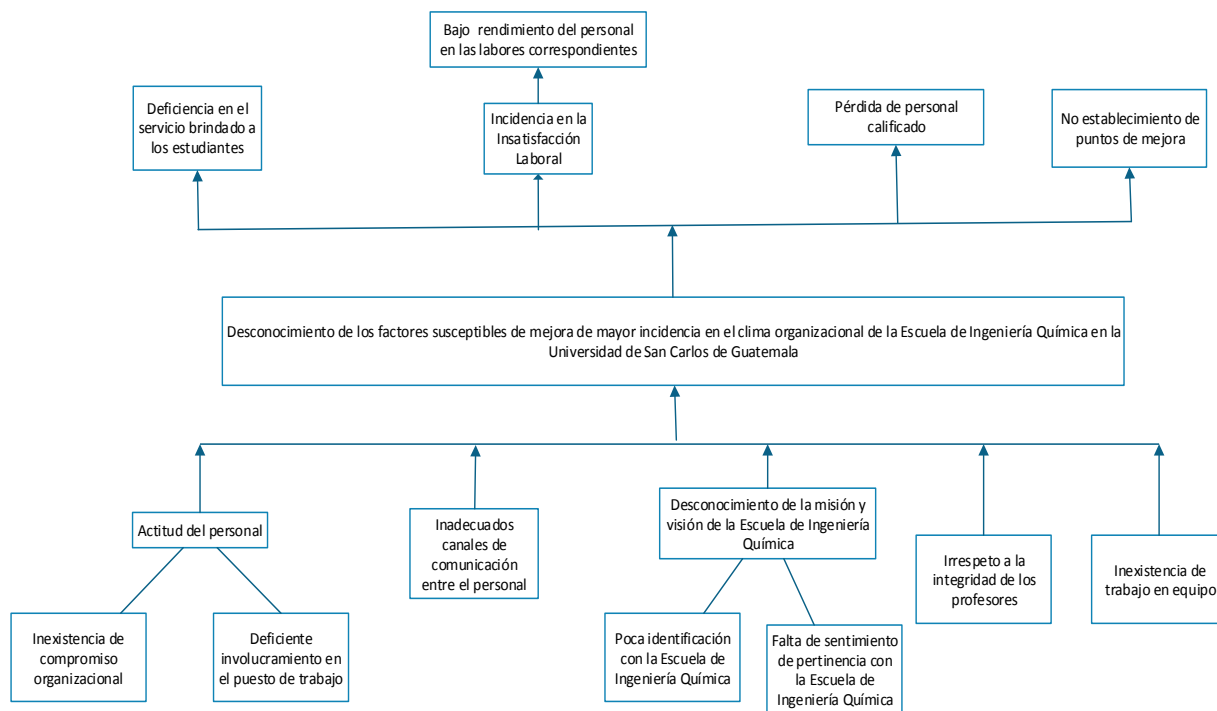 Bajo  rendimiento del personal
en las labores correspondientes
Deficiencia en el
servicio brindado a
los estudiantes
Incidencia en la
Insatisfacción
Laboral
Pérdida de personal
calificado
No establecimiento de
puntos de mejora
Desconocimiento de los factores susceptibles de mejora de mayor incidencia en el clima organizacional de la Escuela de Ingeniería Química en la
Universidad de San Carlos de Guatemala
Actitud del personal
Inadecuados
canales de
comunicación
entre el personal
Desconocimiento de la misión y
visión de la Escuela de Ingeniería
Química
Irrespeto a la
integridad de los
profesores
Inexistencia de
trabajo en equipo
Inexistencia de
compromiso
organizacional
Deficiente
involucramiento en
el puesto de trabajo
Poca identificación
con la Escuela de
Ingeniería Química
Falta de sentimiento
de pertinencia con
la Escuela de
Ingeniería Química